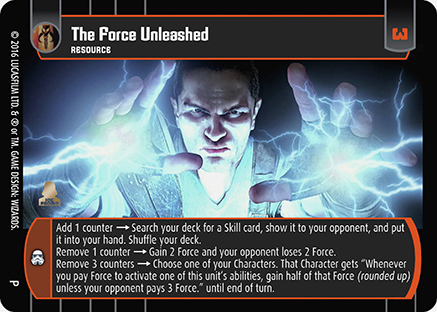 The Force Unleashed
RESOURCE
© 2016 LUCASFILM LTD. & ® or TM. GAME DESIGN: WIZARDS.
Add 1 counter → Search your deck for a Skill card, show it to your opponent, and put
it into your hand. Shuffle your deck.
Remove 1 counter → Gain 2 Force and your opponent loses 2 Force.
Remove 3 counters → Choose one of your Characters. That Character gets “Whenever
you pay Force to activate one of this unit's abilities, gain half of that Force (rounded up)
unless your opponent pays 3 Force.” until end of turn.
P